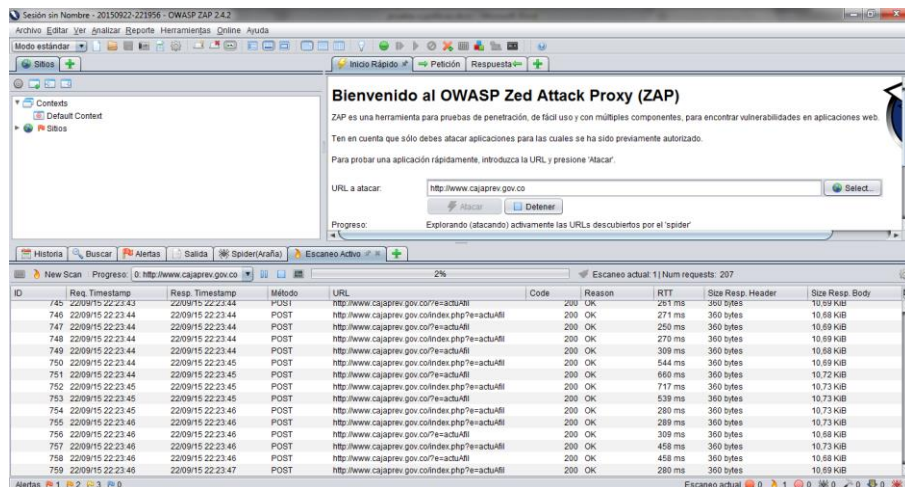 Sesión sin Nombre - 20150922-221956 - OWASP ZAP 2.4.2
Archivo Editar Ver Analizar Reporte Herramientas Online Ayuda
Modo estándar
Sitios
Inicio Rápido Petición Respuesta
Contexts
Default Context
Sitios
Bienvenido al OWASP Zed Attack Proxy (ZAP)
ZAP es una herramienta para pruebas de penetración, de fácil uso y con múltiples componentes, para encontrar vulnerabilidades en aplicaciones web.
Ten en cuenta que sólo debes atacar aplicaciones para las cuales se ha sido previamente autorizado.
Para probar una aplicación rápidamente, introduzca la URL y presione 'Atacar'.
URL a atacar: http://www.cajaprev.gov.co Select...
Atacar Detener
Progreso: Explorando (atacando) activamente las URLs descubiertos por el 'spider'
Historia Buscar Alertas Salida Spider(Araña) Escaneo Activo
New Scan Progreso: 0: http://www.cajaprev.gov.co 2% Escaneo actual: 1 Num requests: 207
ID Req. Timestamp Resp. Timestamp Método URL Code Reason RTT Size Resp. Header Size Resp. Body
745 22/09/15 22:23:43 22/09/15 22:23:44 POST http://www.cajaprev.gov.co/?e=actuAfil 200 OK 261 ms 360 bytes 10,69 KiB
746 22/09/15 22:23:44 22/09/15 22:23:44 POST http://www.cajaprev.gov.co/index.php?e=actuAfil 200 OK 271 ms 360 bytes 10,68 KiB
747 22/09/15 22:23:44 22/09/15 22:23:44 POST http://www.cajaprev.gov.co/?e=actuAfil 200 OK 250 ms 360 bytes 10,69 KiB
748 22/09/15 22:23:44 22/09/15 22:23:44 POST http://www.cajaprev.gov.co/index.php?e=actuAfil 200 OK 270 ms 360 bytes 10,69 KiB
749 22/09/15 22:23:44 22/09/15 22:23:44 POST http://www.cajaprev.gov.co/?e=actuAfil 200 OK 309 ms 360 bytes 10,68 KiB
750 22/09/15 22:23:44 22/09/15 22:23:45 POST http://www.cajaprev.gov.co/index.php?e=actuAfil 200 OK 544 ms 360 bytes 10,69 KiB
751 22/09/15 22:23:44 22/09/15 22:23:45 POST http://www.cajaprev.gov.co/?e=actuAfil 200 OK 660 ms 360 bytes 10,72 KiB
752 22/09/15 22:23:45 22/09/15 22:23:45 POST http://www.cajaprev.gov.co/index.php?e=actuAfil 200 OK 717 ms 360 bytes 10,73 KiB
753 22/09/15 22:23:45 22/09/15 22:23:45 POST http://www.cajaprev.gov.co/?e=actuAfil 200 OK 539 ms 360 bytes 10,73 KiB
754 22/09/15 22:23:45 22/09/15 22:23:46 POST http://www.cajaprev.gov.co/index.php?e=actuAfil 200 OK 280 ms 360 bytes 10,73 KiB
755 22/09/15 22:23:46 22/09/15 22:23:46 POST http://www.cajaprev.gov.co/index.php?e=actuAfil 200 OK 289 ms 360 bytes 10,73 KiB
756 22/09/15 22:23:46 22/09/15 22:23:46 POST http://www.cajaprev.gov.co/?e=actuAfil 200 OK 309 ms 360 bytes 10,68 KiB
757 22/09/15 22:23:46 22/09/15 22:23:46 POST http://www.cajaprev.gov.co/index.php?e=actuAfil 200 OK 458 ms 360 bytes 10,73 KiB
758 22/09/15 22:23:46 22/09/15 22:23:46 POST http://www.cajaprev.gov.co/?e=actuAfil 200 OK 458 ms 360 bytes 10,68 KiB
759 22/09/15 22:23:46 22/09/15 22:23:47 POST http://www.cajaprev.gov.co/index.php?e=actuAfil 200 OK 280 ms 360 bytes 10,69 KiB
Alertas 1 2 3 0 Escaneo actual 0 1 0 0 0 0